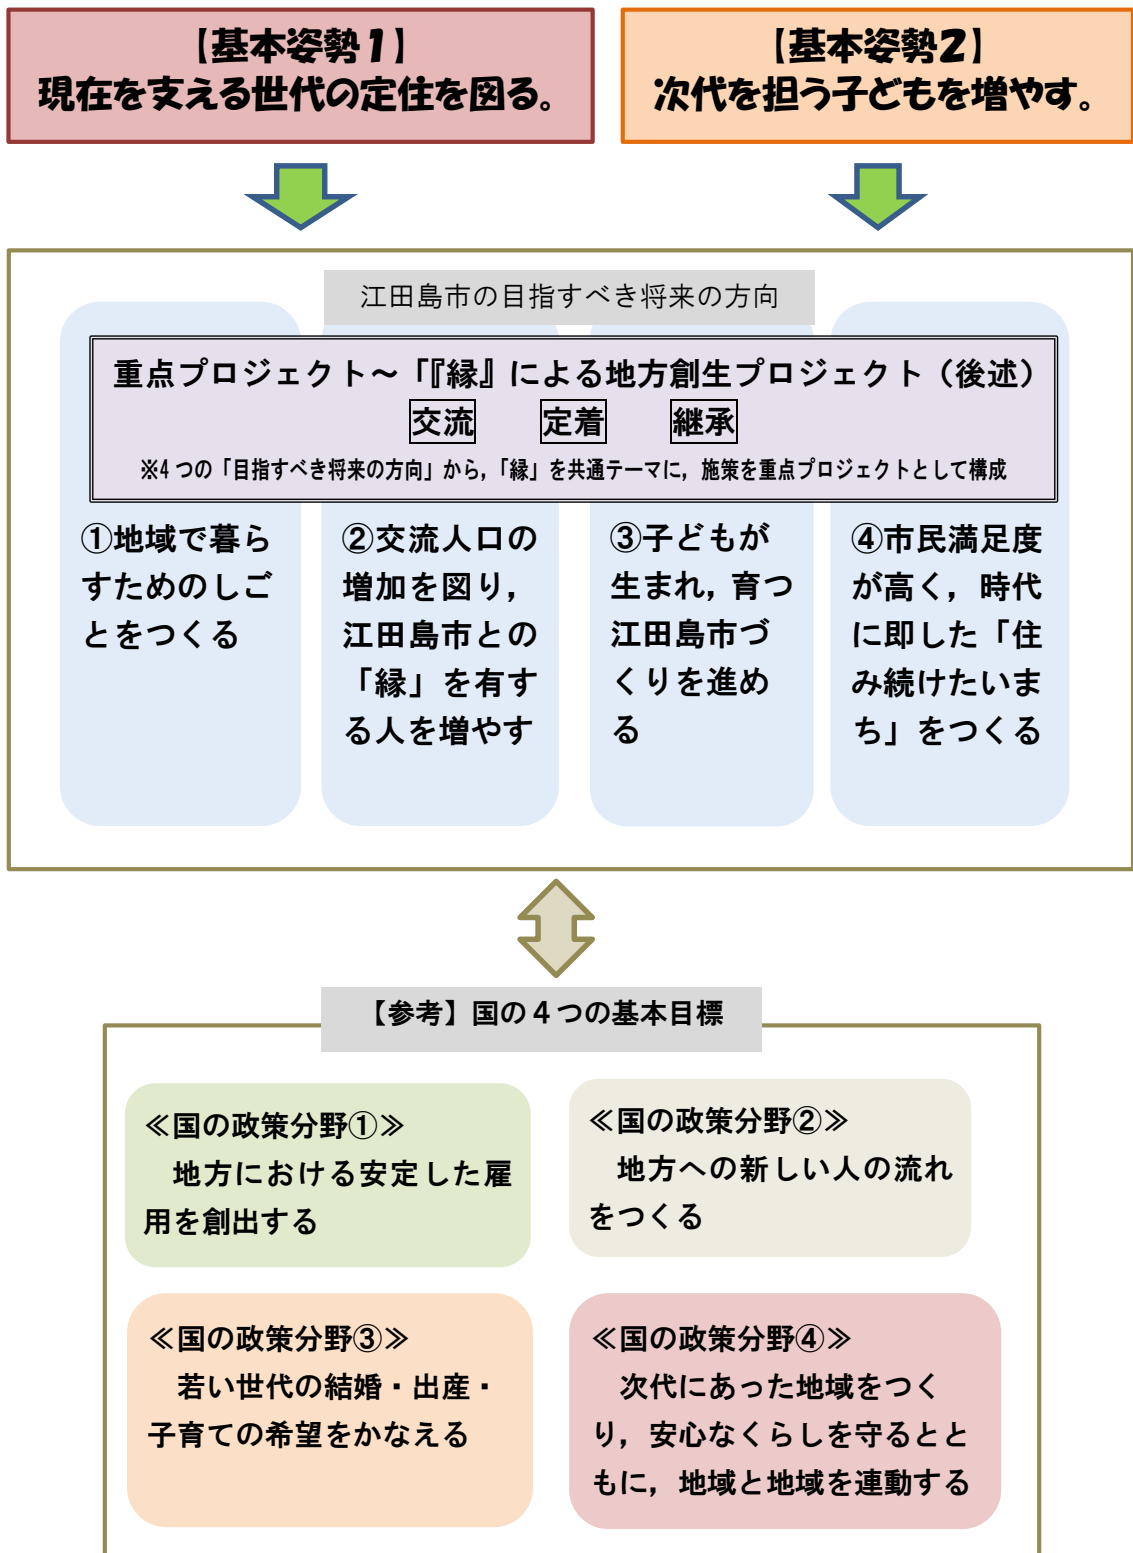 【基本姿勢1】
現在を支える世代の定住を図る。
【基本姿勢2】
次代を担う子どもを増やす。
江田島市の目指すべき将来の方向
重点プロジェクト～「『縁』による地方創生プロジェクト（後述）
交流 定着 継承
※4つの「目指すべき将来の方向」から，「縁」を共通テーマに，施策を重点プロジェクトとして構成
①地域で暮ら
すためのしご
とをつくる
②交流人口の
増加を図り，
江田島市との
「縁」を有す
る人を増やす
③子どもが
生まれ，育つ
江田島市づ
くりを進め
る
④市民満足度
が高く，時代
に即した「住
み続けたいま
ち」をつくる
【参考】国の４つの基本目標
≪国の政策分野①≫
地方における安定した雇
用を創出する
≪国の政策分野②≫
地方への新しい人の流れ
をつくる
≪国の政策分野③≫
若い世代の結婚・出産・
子育ての希望をかなえる
≪国の政策分野④≫
次代にあった地域をつく
り，安心なくらしを守るとと
もに，地域と地域を連動する